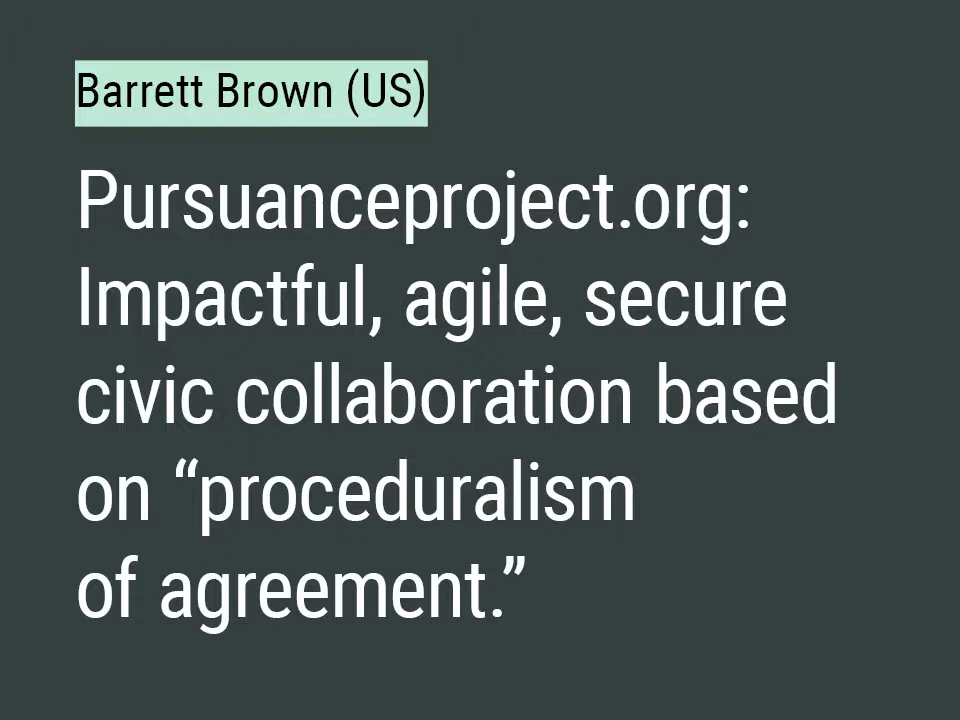 Barrett Brown (US)
Pursuanceproject.org:
Impactful, agile, secure
civic collaboration based
on “proceduralism
of agreement.”